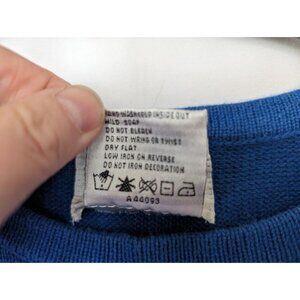 HAND WASH COLD INSIDE OUT
MILD SOAP
DO NOT BLEACH
DO NOT WRING OR TWIST
DRY FLAT
LOW IRON ON REVERSE
DO NOT IRON DECORATION
A44093